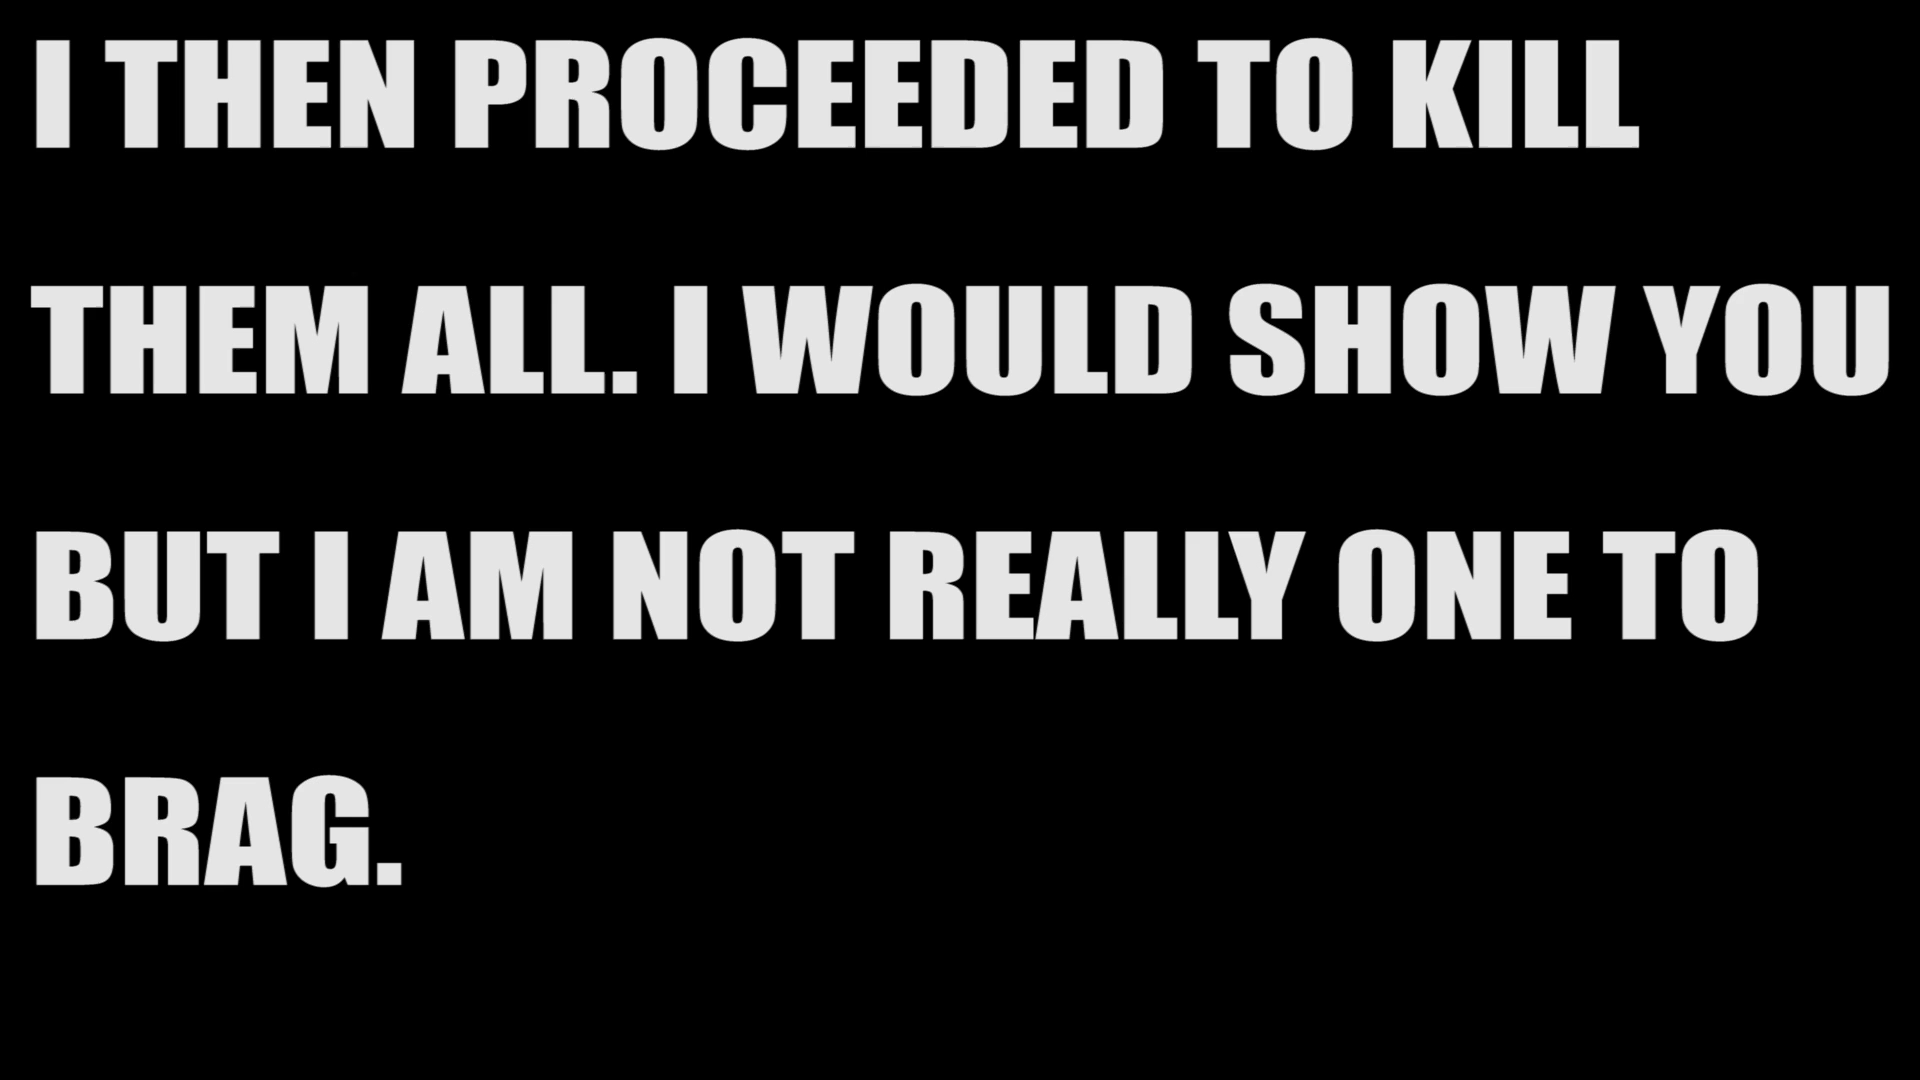 I THEN PROCEEDED TO KILL
THEM ALL. I WOULD SHOW YOU
BUT I AM NOT REALLY ONE TO
BRAG.